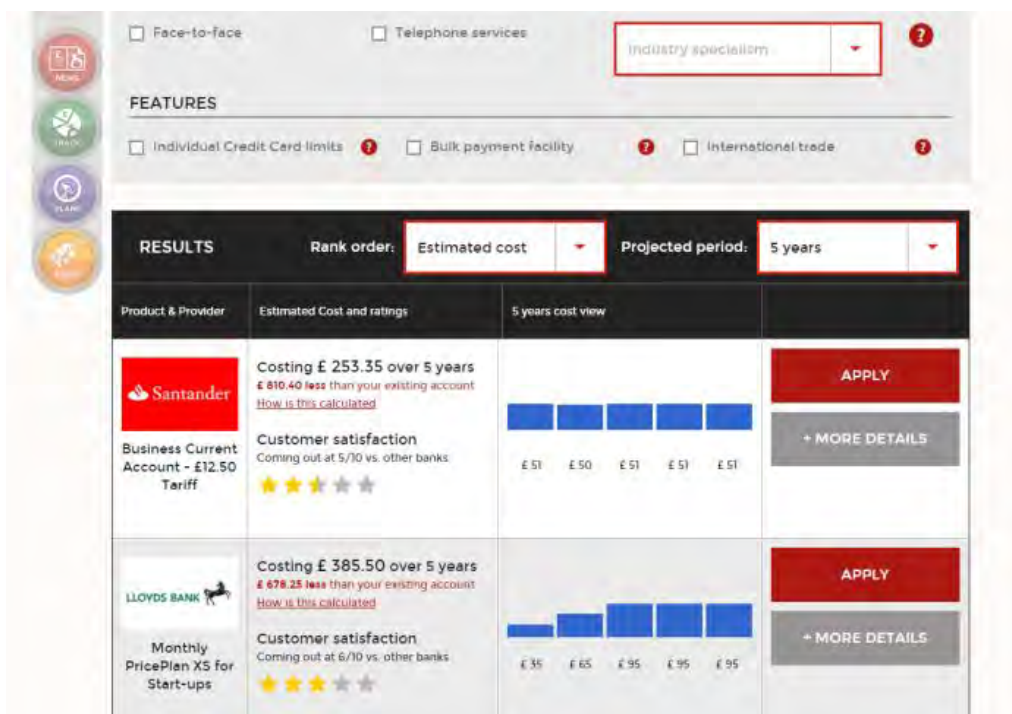 Face-to-face
Telephone services
Industry specialism
?
NEWS
FEATURES
Individual Credit Card limits ?
Bulk payment facility ?
International trade ?
RESULTS
Rank order:
Estimated cost
Projected period:
5 years
Product & Provider
Estimated Cost and ratings
5 years cost view
Santander
Business Current
Account - £12.50
Tariff
Costing £ 253.35 over 5 years
£ 810.40 less than your existing account
How is this calculated
Customer satisfaction
Coming out at 5/10 vs. other banks
£ 51 £ 50 £ 51 £ 51 £ 51
APPLY
+ MORE DETAILS
LLOYDS BANK
Monthly
PricePlan XS for
Start-ups
Costing £ 385.50 over 5 years
£ 678.25 less than your existing account
How is this calculated
Customer satisfaction
Coming out at 6/10 vs. other banks
£ 35 £ 65 £ 95 £ 95 £ 95
APPLY
+ MORE DETAILS